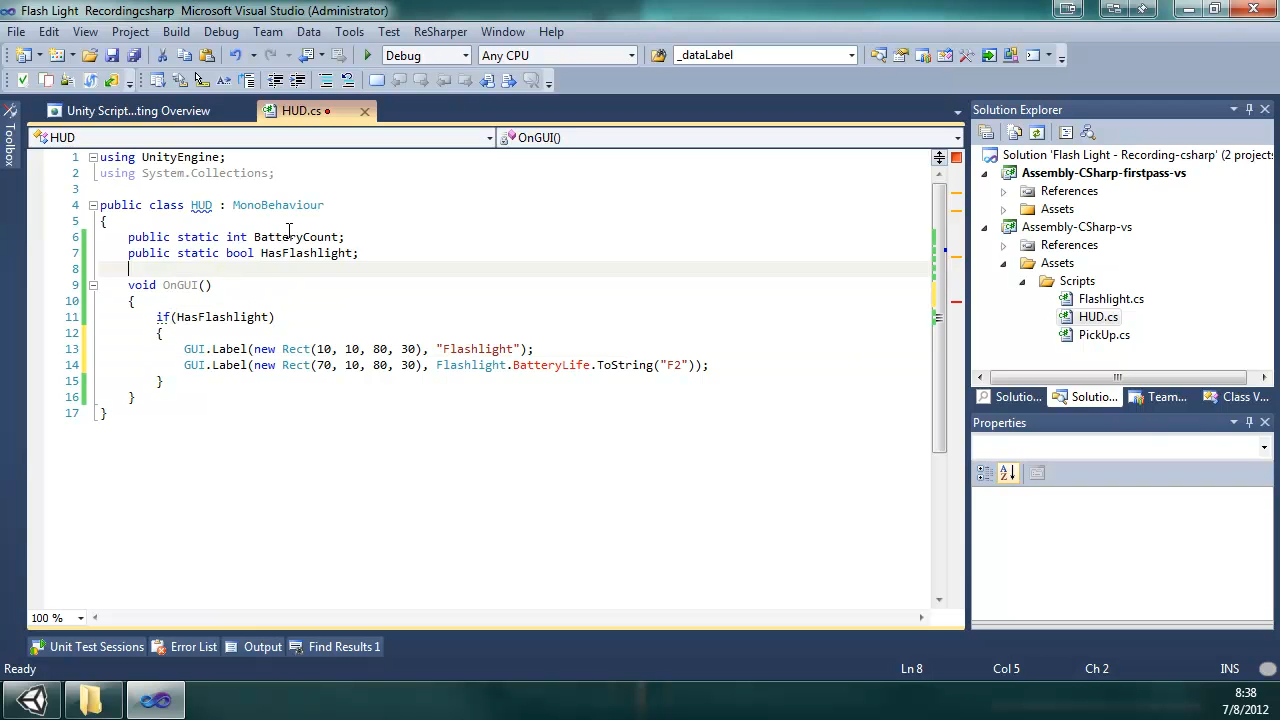 Flash Light  Recordingcsharp  Microsoft Visual Studio (Administrator)
File Edit View Project Build Debug Team Data Tools Test ReSharper Window Help
Debug Any CPU _dataLabel
Toolbox
Unity Script...ting Overview HUD.cs
HUD OnGUI()
1 using UnityEngine;
2 using System.Collections;
3
4 public class HUD : MonoBehaviour
5 {
6 public static int BatteryCount;
7 public static bool HasFlashlight;
8
9 void OnGUI()
10 {
11 if(HasFlashlight)
12 {
13 GUI.Label(new Rect(10, 10, 80, 30), "Flashlight");
14 GUI.Label(new Rect(70, 10, 80, 30), Flashlight.BatteryLife.ToString("F2"));
15 }
16 }
17 }
100 %
Solution Explorer
Solution 'Flash Light - Recording-csharp' (2 projects
Assembly-CSharp-firstpass-vs
References
Assets
Assembly-CSharp-vs
References
Assets
Scripts
Flashlight.cs
HUD.cs
PickUp.cs
Solutio... Solutio... Team... Class V...
Properties
Unit Test Sessions Error List Output Find Results 1
Ready Ln 8 Col 5 Ch 2 INS
8:38
7/8/2012